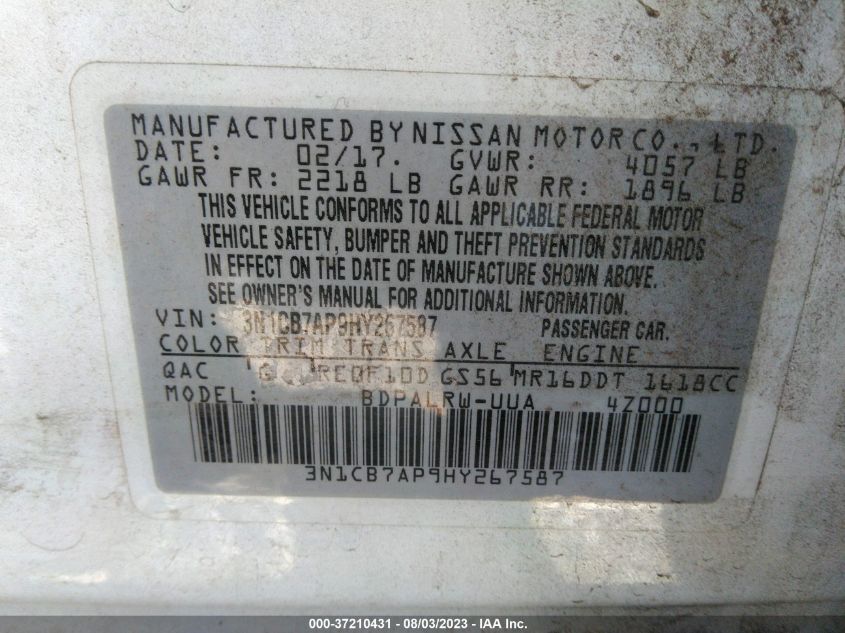 MANUFACTURED BY NISSAN MOTOR CO., LTD.
DATE: 02/17. GVWR: 4057 LB
GAWR FR: 2218 LB GAWR RR: 1896 LB
THIS VEHICLE CONFORMS TO ALL APPLICABLE FEDERAL MOTOR
VEHICLE SAFETY, BUMPER AND THEFT PREVENTION STANDARDS
IN EFFECT ON THE DATE OF MANUFACTURE SHOWN ABOVE.
SEE OWNER'S MANUAL FOR ADDITIONAL INFORMATION.
VIN: 3N1CB7AP9HY267587 PASSENGER CAR.
COLOR TRIM TRANS AXLE ENGINE
QAC RE0F10D GS56 MR16DDT 1618CC
MODEL: BDPALRW-UUA 4Z000
3N1CB7AP9HY267587
000-37210431 - 08/03/2023 - IAA Inc.